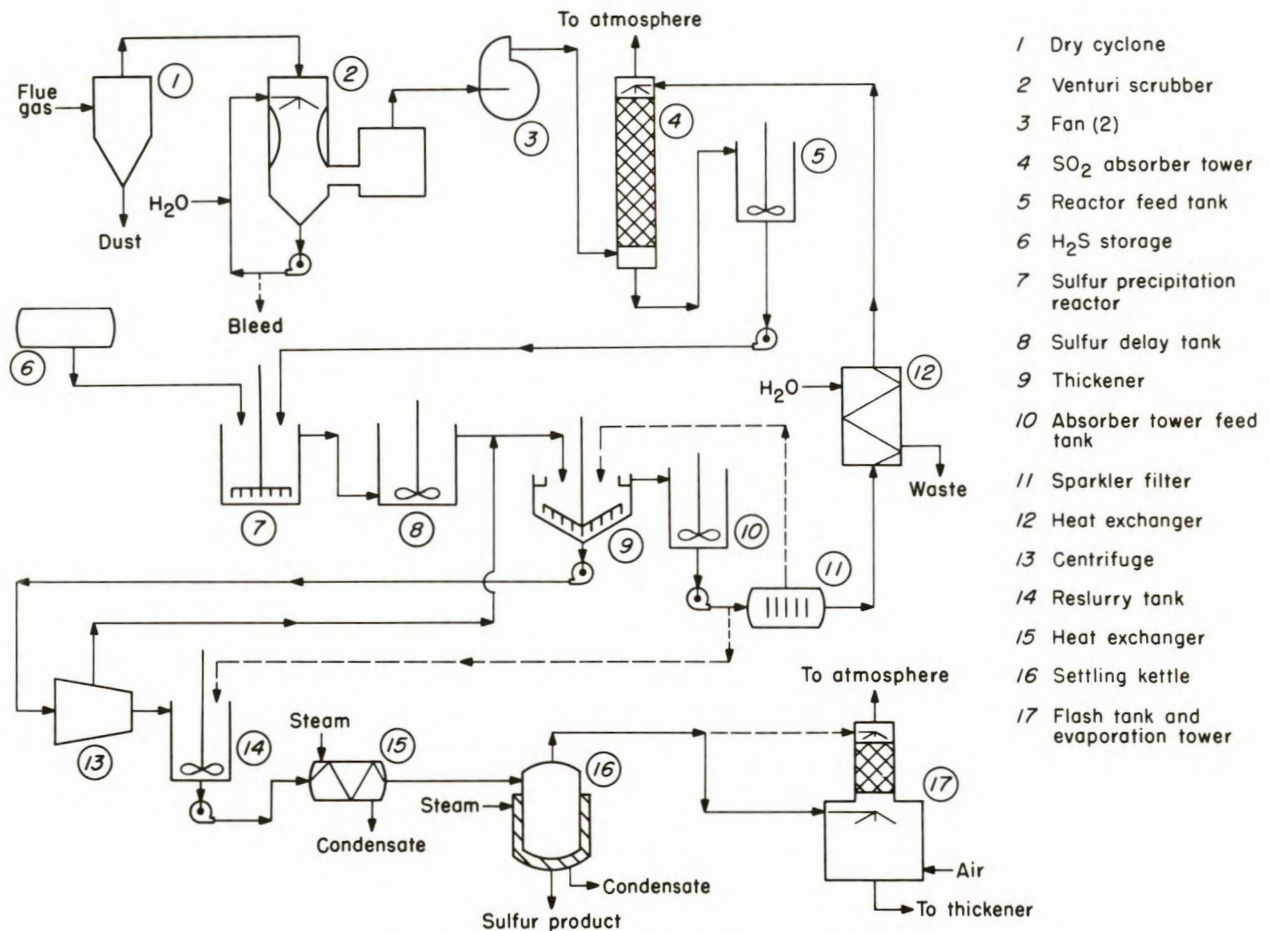 To atmosphere
1
2
Flue
gas
3
4
5
H₂O
Dust
Bleed
6
H₂O
12
Waste
7
8
9
10
11
To atmosphere
13
14
Steam
15
16
17
Steam
Condensate
Condensate
Sulfur product
Air
To thickener
1 Dry cyclone
2 Venturi scrubber
3 Fan (2)
4 SO₂ absorber tower
5 Reactor feed tank
6 H₂S storage
7 Sulfur precipitation
reactor
8 Sulfur delay tank
9 Thickener
10 Absorber tower feed
tank
11 Sparkler filter
12 Heat exchanger
13 Centrifuge
14 Reslurry tank
15 Heat exchanger
16 Settling kettle
17 Flash tank and
evaporation tower